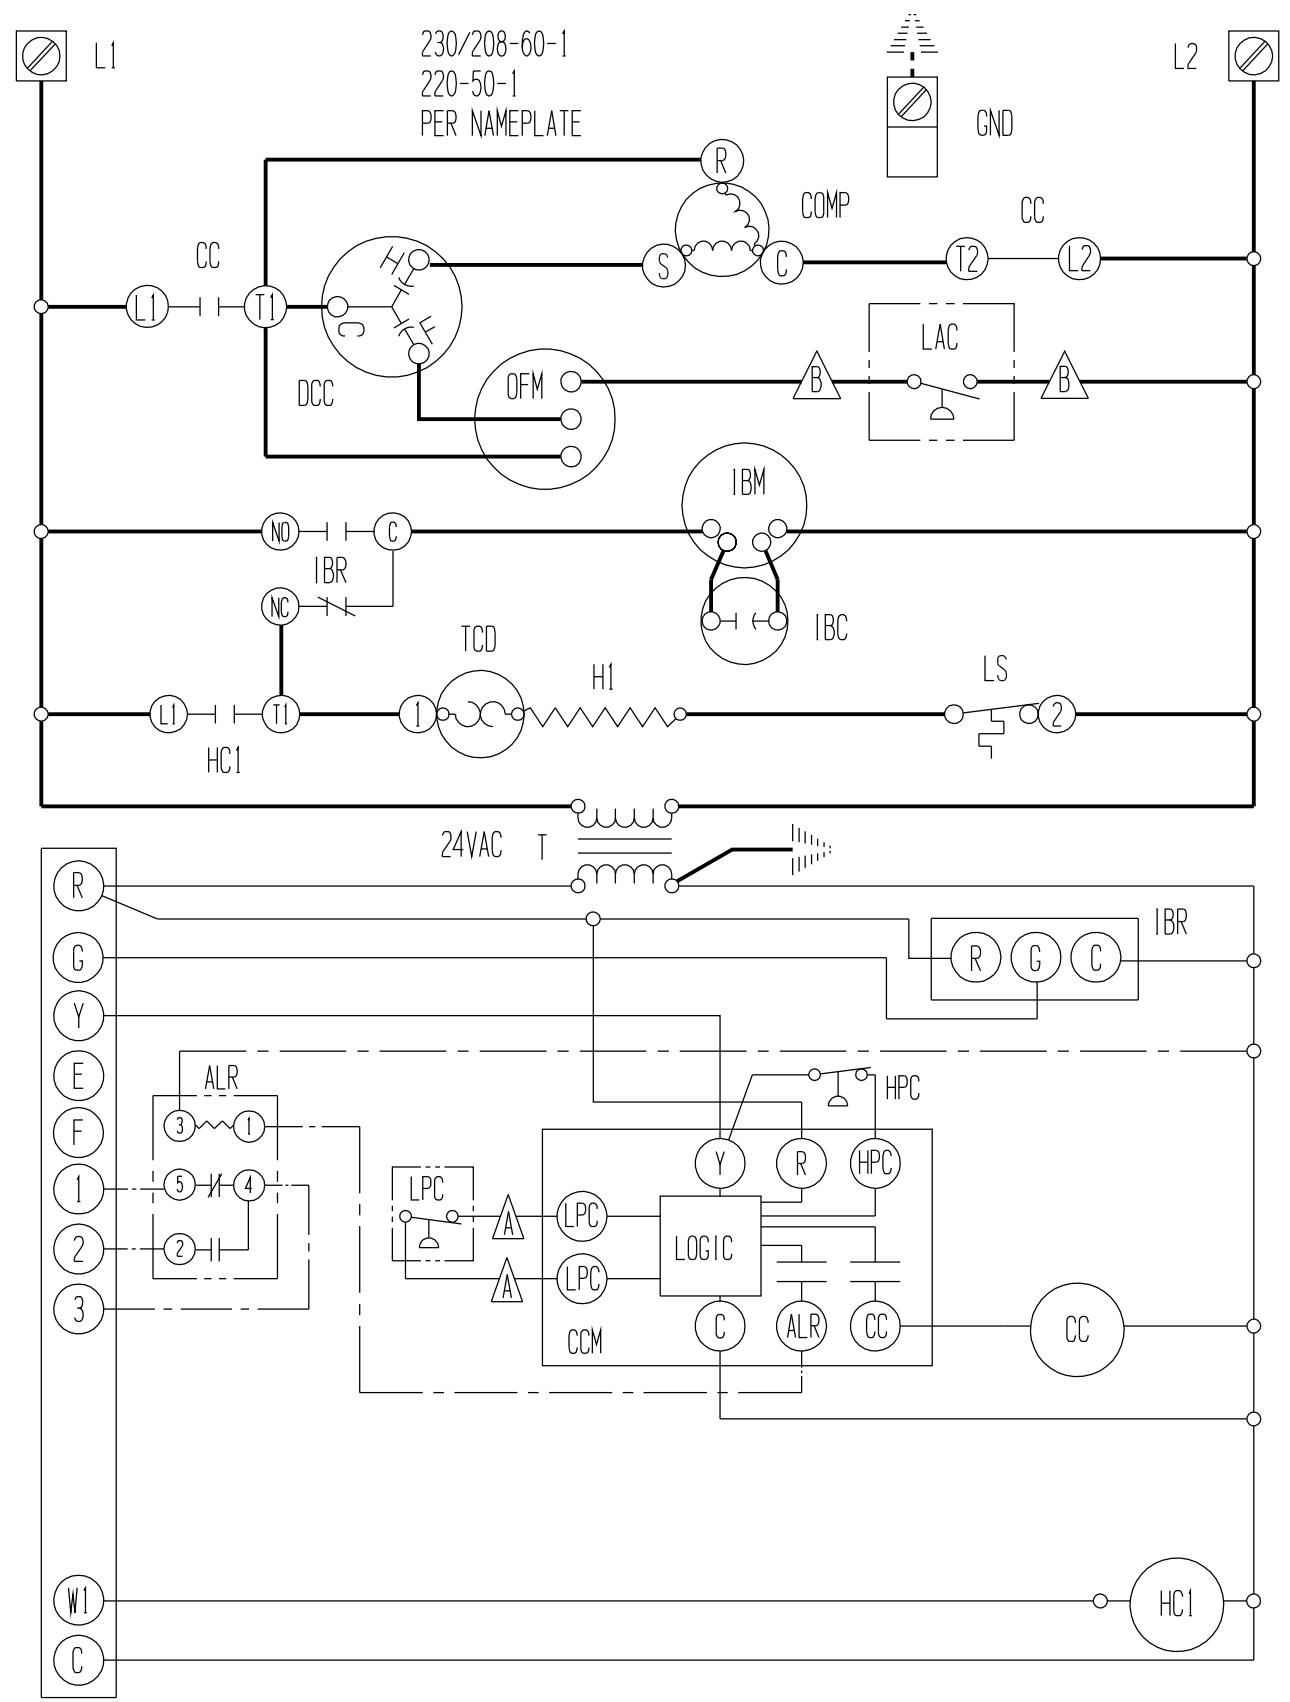 L1
230/208-60-1
220-50-1
PER NAMEPLATE
GND
L2
R
COMP
CC
CC
S
C
T2
L2
L1
T1
H
C
F
DCC
LAC
OFM
B
B
IBM
NO
C
IBR
NC
IBC
TCD
H1
LS
L1
T1
1
2
HC1
24VAC T
R
IBR
G
R
G
C
Y
E
ALR
HPC
F
3
1
Y
R
HPC
1
5
4
LPC
A
LPC
2
2
LOGIC
A
LPC
3
C
ALR
CC
CC
CCM
W1
HC1
C